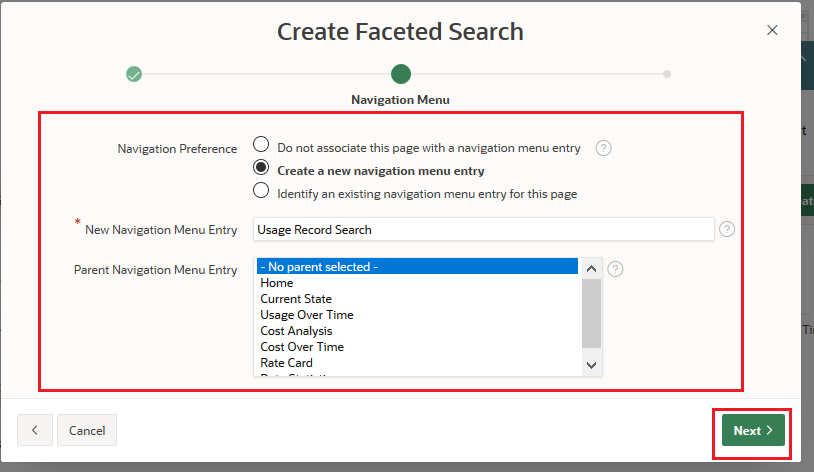 Create Faceted Search
Navigation Menu
Navigation Preference
Do not associate this page with a navigation menu entry ?
Create a new navigation menu entry
Identify an existing navigation menu entry for this page
* New Navigation Menu Entry Usage Record Search ?
Parent Navigation Menu Entry - No parent selected - ?
Home
Current State
Usage Over Time
Cost Analysis
Cost Over Time
Rate Card
Cancel
Next